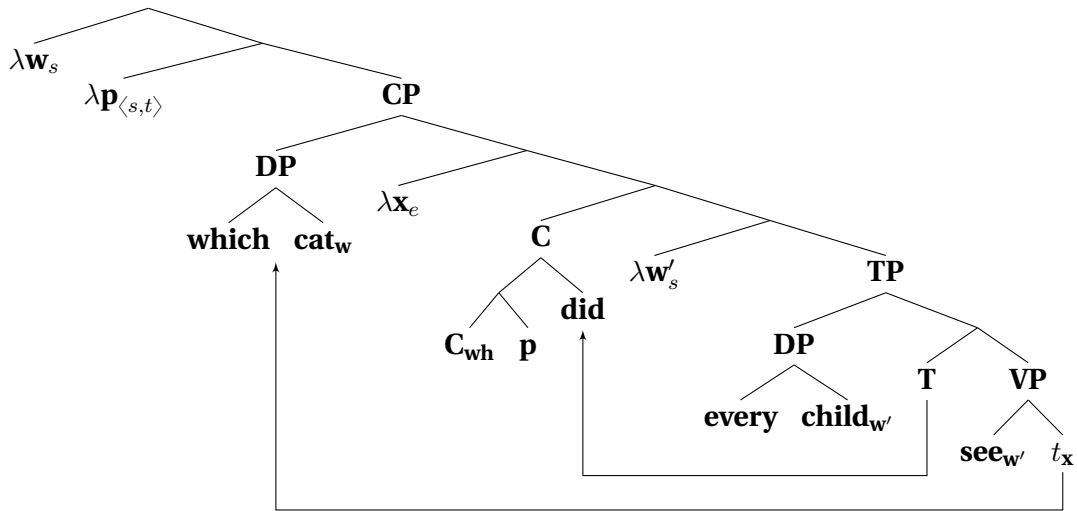 λw_s
λp_⟨s,t⟩
CP
DP
λx_e
which cat_w
C
λw′_s
TP
C_wh p
did
DP
T
VP
every child_w′
see_w′ t_x